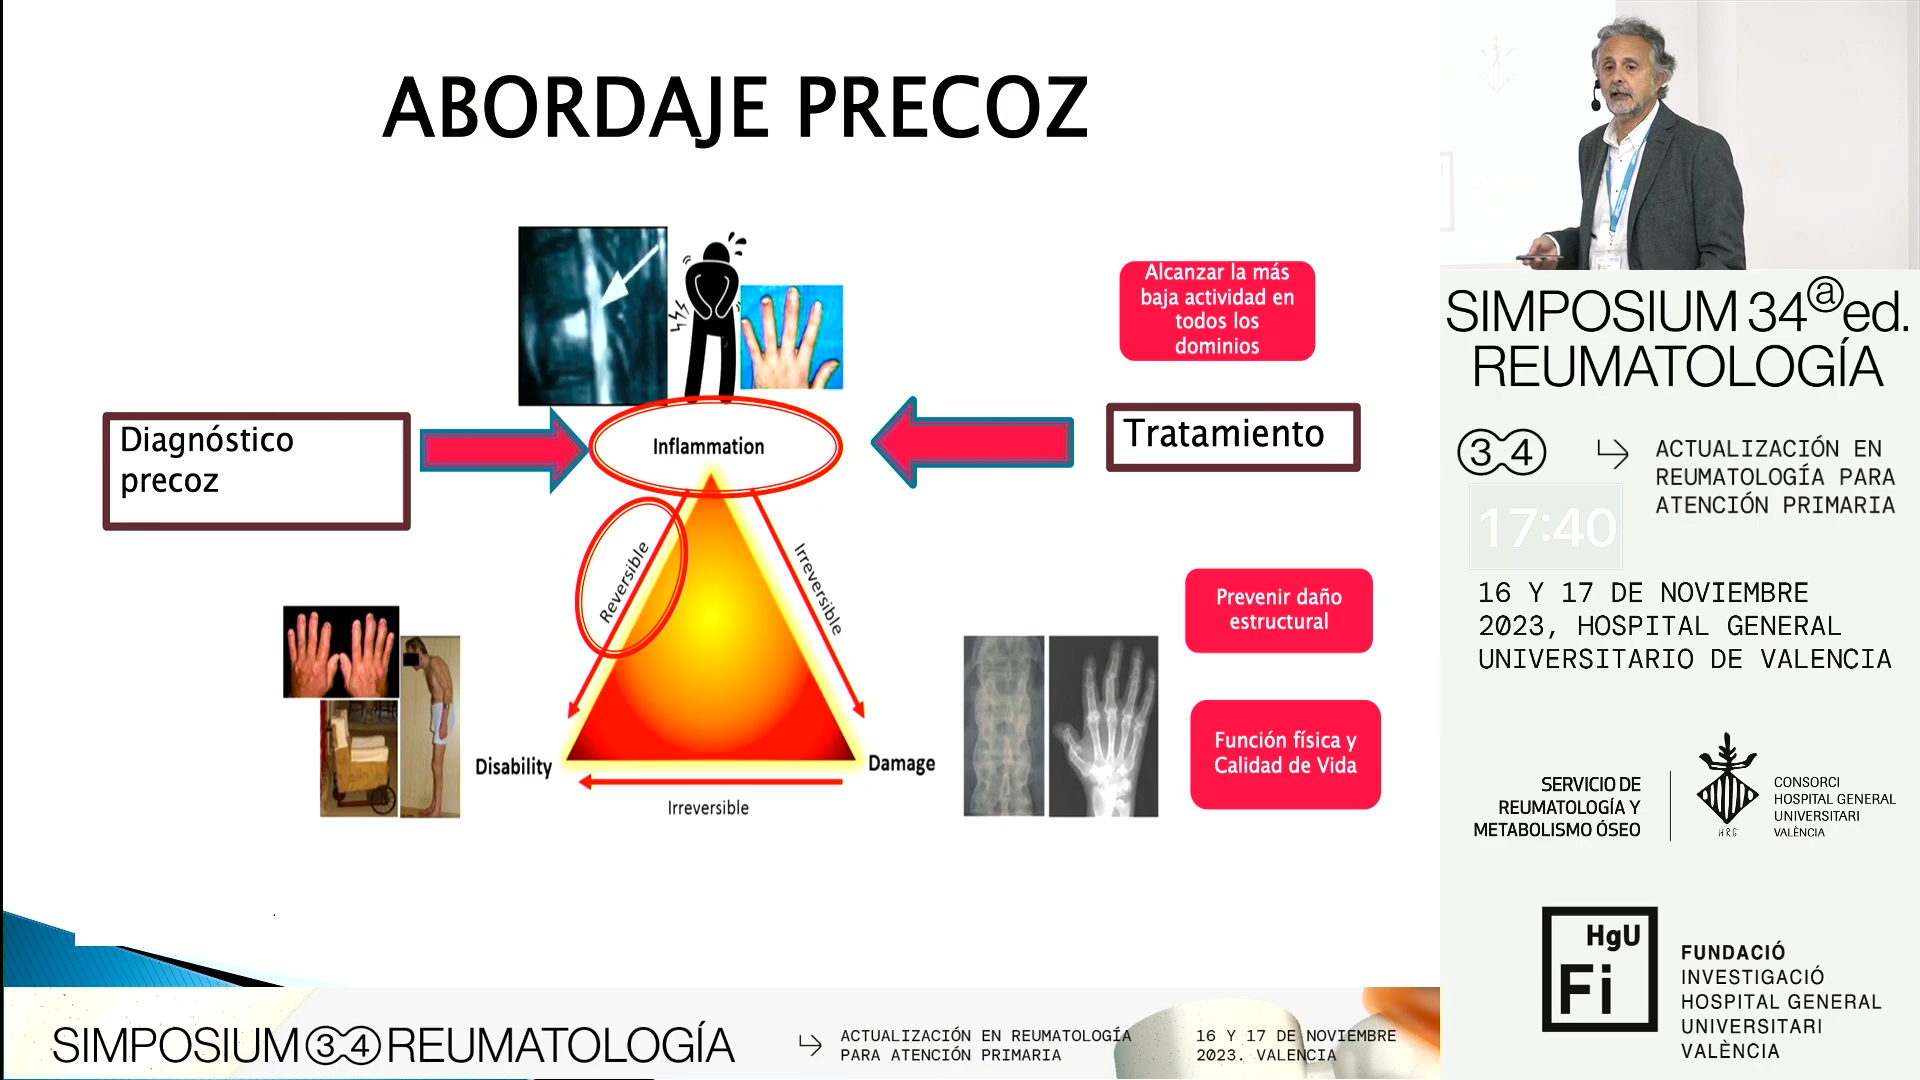 ABORDAJE PRECOZ
Alcanzar la más
baja actividad en
todos los
dominios
Diagnóstico
precoz
Inflammation
Tratamiento
Reversible
Irreversible
Prevenir daño
estructural
Disability
Damage
Irreversible
Función física y
Calidad de Vida
SIMPOSIUM 34ªed.
REUMATOLOGÍA
34
ACTUALIZACIÓN EN
REUMATOLOGÍA PARA
ATENCIÓN PRIMARIA
17:40
16 Y 17 DE NOVIEMBRE
2023, HOSPITAL GENERAL
UNIVERSITARIO DE VALENCIA
SERVICIO DE
REUMATOLOGÍA Y
METABOLISMO ÓSEO
HRG
CONSORCI
HOSPITAL GENERAL
UNIVERSITARI
VALÈNCIA
HgU
Fi
FUNDACIÓ
INVESTIGACIÓ
HOSPITAL GENERAL
UNIVERSITARI
VALÈNCIA
SIMPOSIUM 34 REUMATOLOGÍA
ACTUALIZACIÓN EN REUMATOLOGÍA
PARA ATENCIÓN PRIMARIA
16 Y 17 DE NOVIEMBRE
2023. VALENCIA